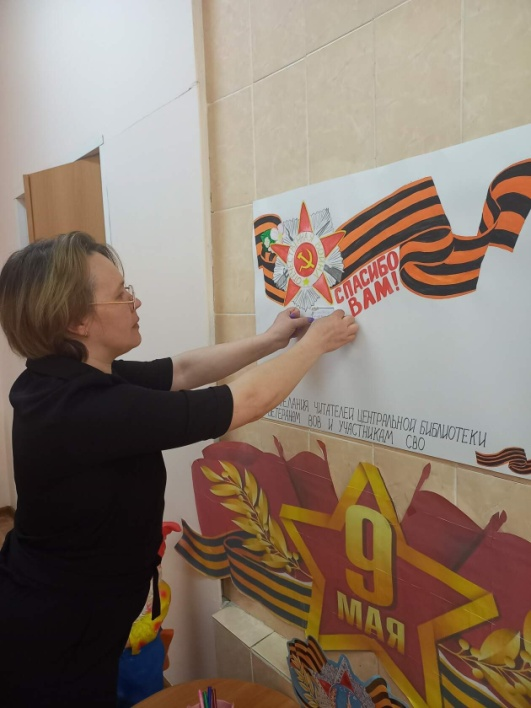 СПАСИБО
ВАМ!
ЧИТАТЕЛЕЙ ЦЕНТРАЛЬНОЙ БИБЛИОТЕКИ
ВЕТЕРАНАМ ВОВ И УЧАСТНИКАМ СВО
9
МАЯ